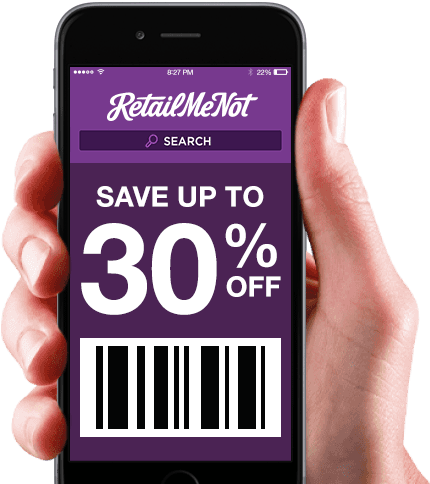 8:27 PM 22%
RetailMeNot
SEARCH
SAVE UP TO
30%
OFF